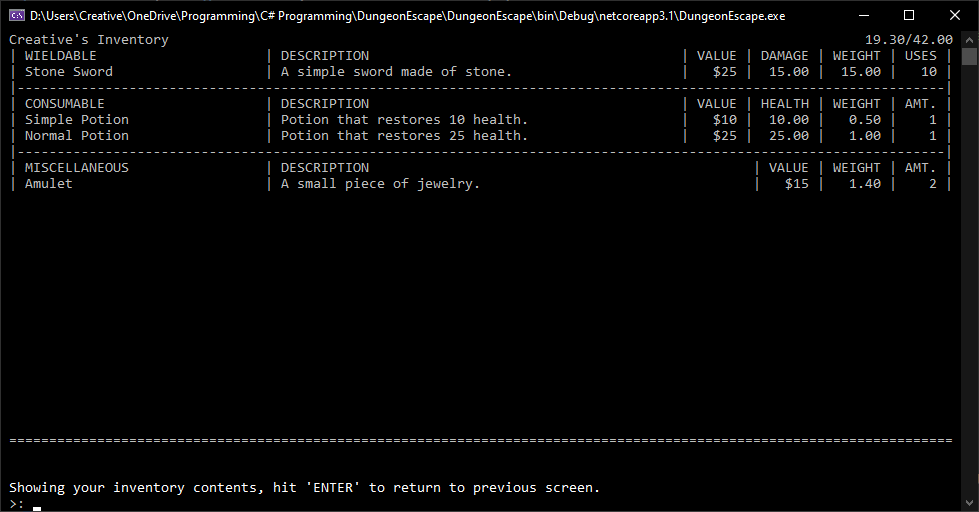 D:\Users\Creative\OneDrive\Programming\C# Programming\DungeonEscape\DungeonEscape\bin\Debug\netcoreapp3.1\DungeonEscape.exe
Creative's Inventory 19.30/42.00
| WIELDABLE | DESCRIPTION | VALUE | DAMAGE | WEIGHT | USES |
| Stone Sword | A simple sword made of stone. | $25 | 15.00 | 15.00 | 10 |
|---------------------------------------------------------------------------------------------------------------------|
| CONSUMABLE | DESCRIPTION | VALUE | HEALTH | WEIGHT | AMT. |
| Simple Potion | Potion that restores 10 health. | $10 | 10.00 | 0.50 | 1 |
| Normal Potion | Potion that restores 25 health. | $25 | 25.00 | 1.00 | 1 |
|---------------------------------------------------------------------------------------------------------------------|
| MISCELLANEOUS | DESCRIPTION | VALUE | WEIGHT | AMT. |
| Amulet | A small piece of jewelry. | $15 | 1.40 | 2 |
======================================================================================================================
Showing your inventory contents, hit 'ENTER' to return to previous screen.
>: _